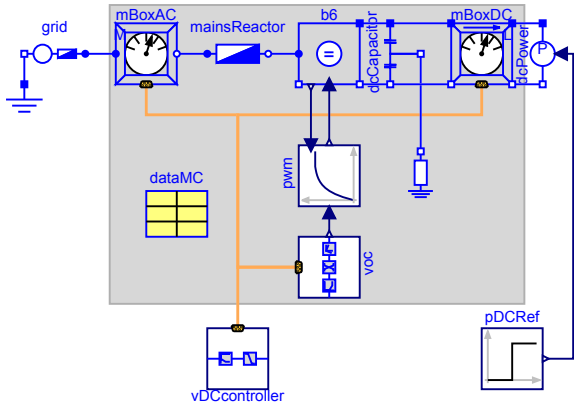 grid
mBoxAC
V
mainsReactor
b6
=
dcCapacitor
mBoxDC
dcPower
P
pwm
dataMC
voc
pDCRef
vDCcontroller